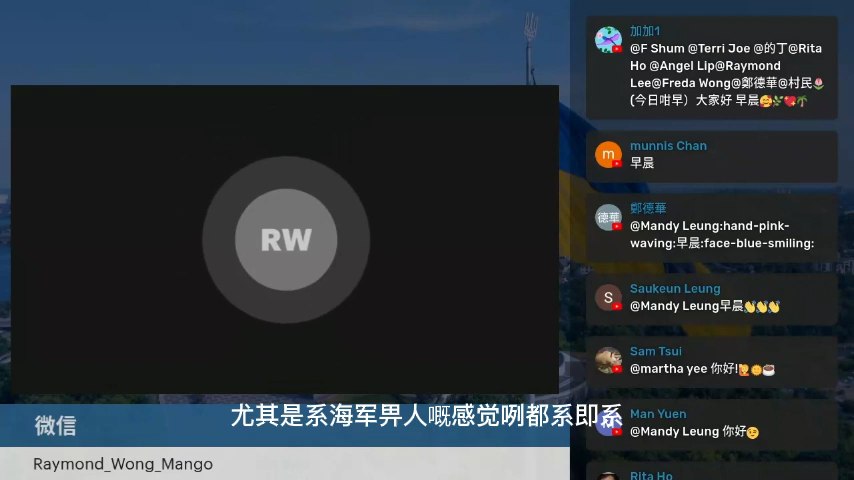 RW
微信
尤其是系海军畀人嘅感觉咧都系即系
Raymond_Wong_Mango
加加1
@F Shum @Terri Joe @的丁@Rita
Ho @Angel Lip@Raymond
Lee@Freda Wong@鄭德華@村民🌷
(今日咁早）大家好 早晨🥰🌿💘🌴
m
munnis Chan
早晨
德華
鄭德華
@Mandy Leung:hand-pink-
waving:早晨:face-blue-smiling:
S
Saukeun Leung
@Mandy Leung早晨👋👋👋
Sam Tsui
@martha yee 你好!🙋🌞☕
Man Yuen
@Mandy Leung 你好😉
Rita Ho